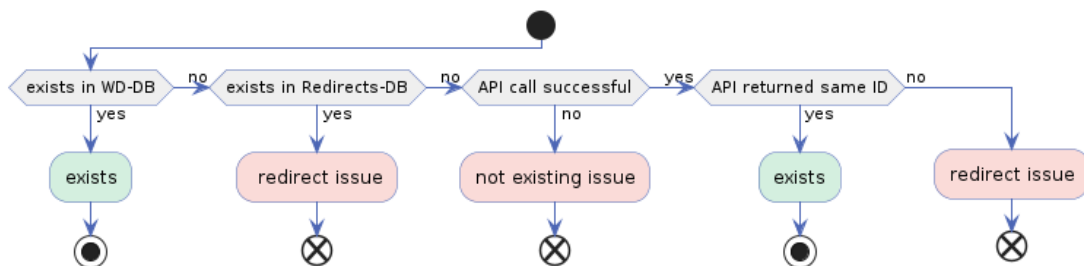 exists in WD-DB
no
exists in Redirects-DB
no
API call successful
yes
API returned same ID
no
yes
yes
no
yes
exists
redirect issue
not existing issue
exists
redirect issue